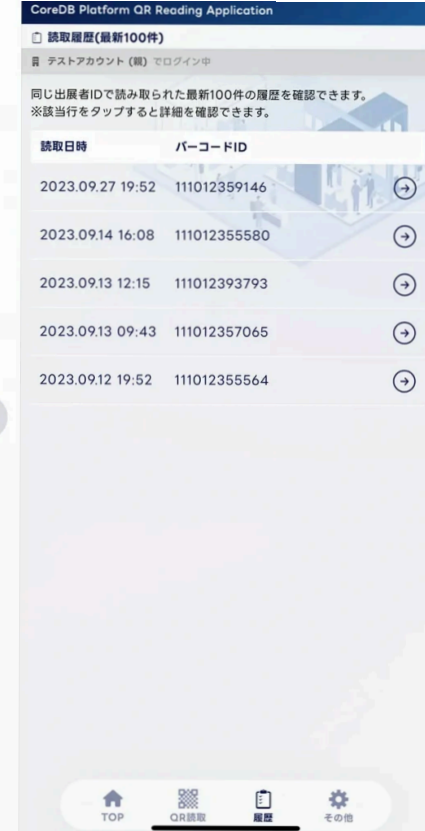 CoreDB Platform QR Reading Application
読取履歴(最新100件)
テストアカウント (親) でログイン中
同じ出展者IDで読み取られた最新100件の履歴を確認できます。
※該当行をタップすると詳細を確認できます。
読取日時 バーコードID
2023.09.27 19:52 111012359146
2023.09.14 16:08 111012355580
2023.09.13 12:15 111012393793
2023.09.13 09:43 111012357065
2023.09.12 19:52 111012355564
TOP QR読取 履歴 その他